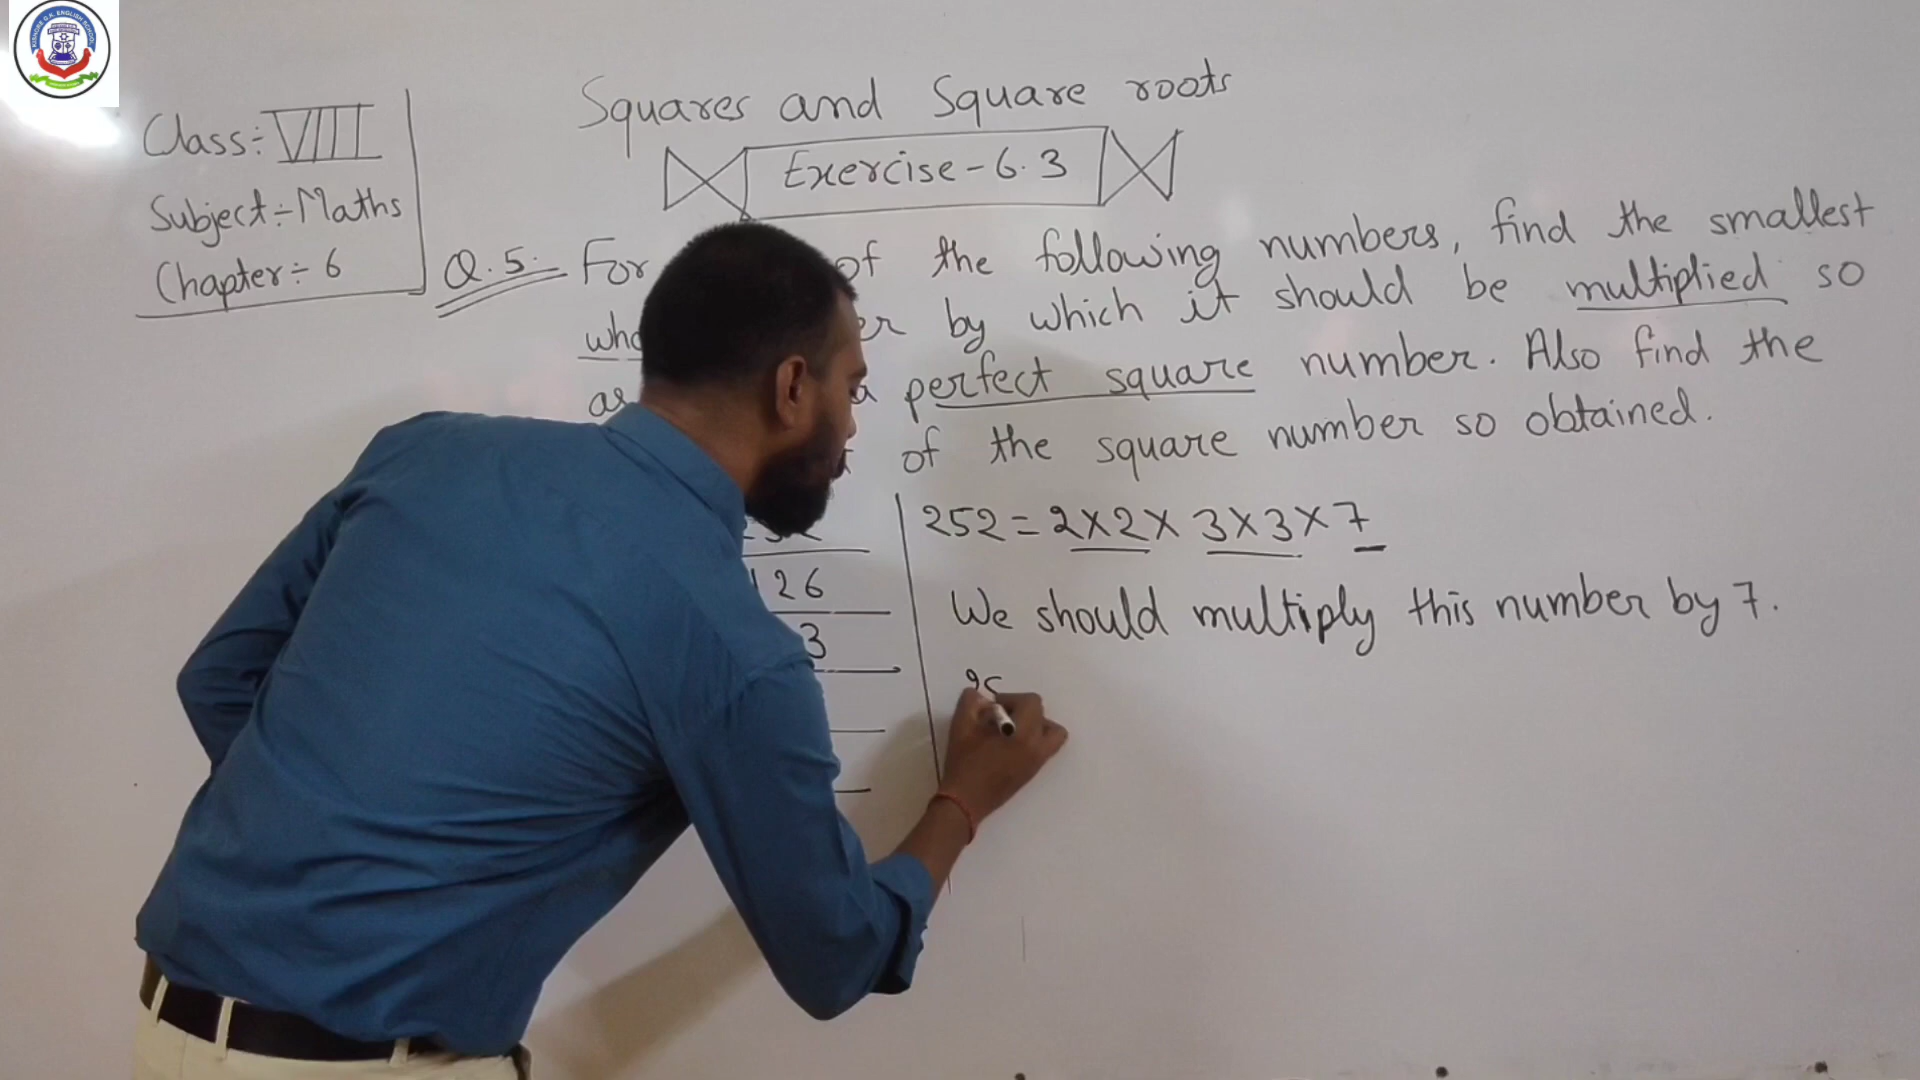 Class:- VIII
Subject:- Maths
Chapter:- 6
Squares and Square roots
Exercise-6.3
Q.5. For of the following numbers, find the smallest
by which it should be multiplied so
as a perfect square number. Also find the
of the square number so obtained.
126
3
252 = 2×2× 3×3×7
We should multiply this number by 7.